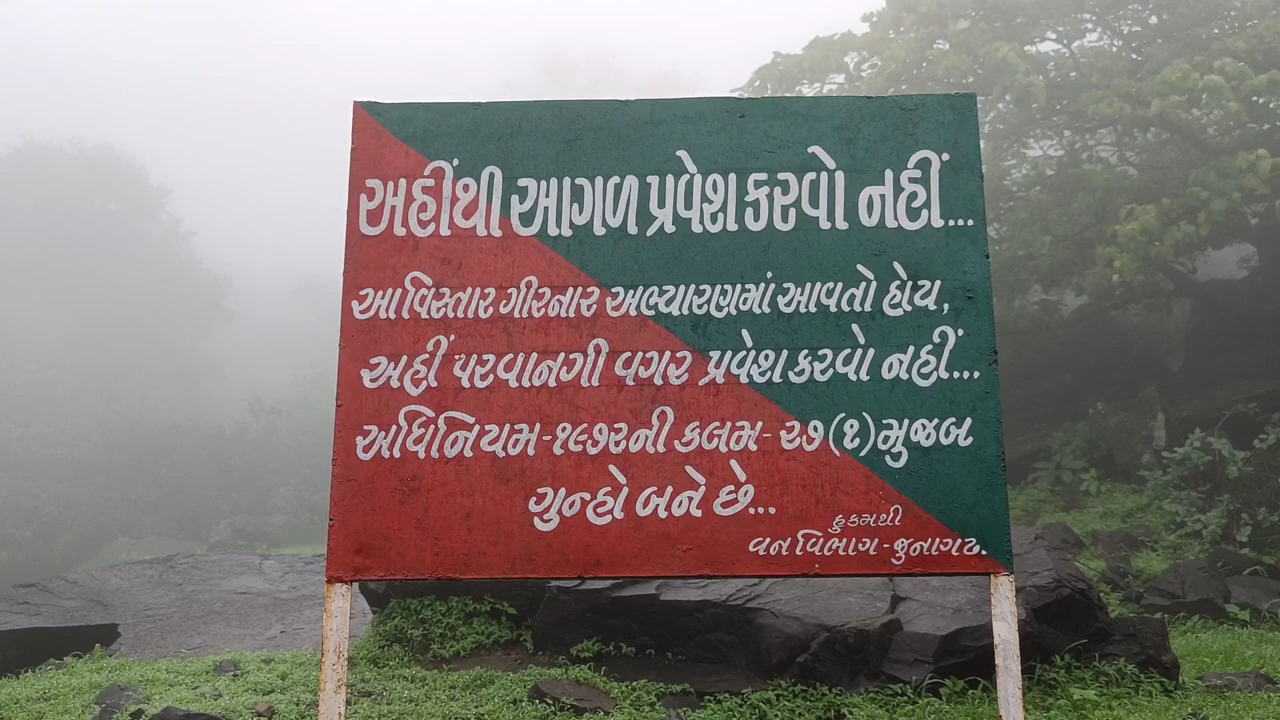 અહીંથી આગળ પ્રવેશ કરવો નહીં...
આ વિસ્તાર ગીરનાર અભ્યારણમાં આવતો હોય,
અહીં પરવાનગી વગર પ્રવેશ કરવો નહીં...
અધિનિયમ-૧૯૭૨ની કલમ- ૨૭(૧)મુજબ
ગુન્હો બને છે...
હુકમથી
વન વિભાગ - જુનાગઢ.